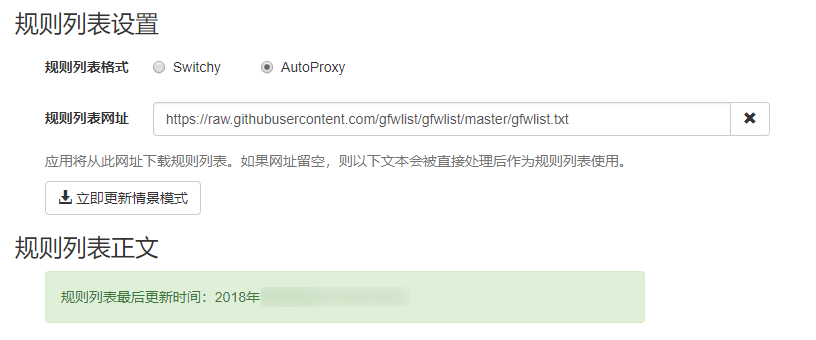 规则列表设置
规则列表格式 Switchy AutoProxy
规则列表网址 https://raw.githubusercontent.com/gfwlist/gfwlist/master/gfwlist.txt
应用将从此网址下载规则列表。如果网址留空，则以下文本会被直接处理后作为规则列表使用。
立即更新情景模式
规则列表正文
规则列表最后更新时间：2018年